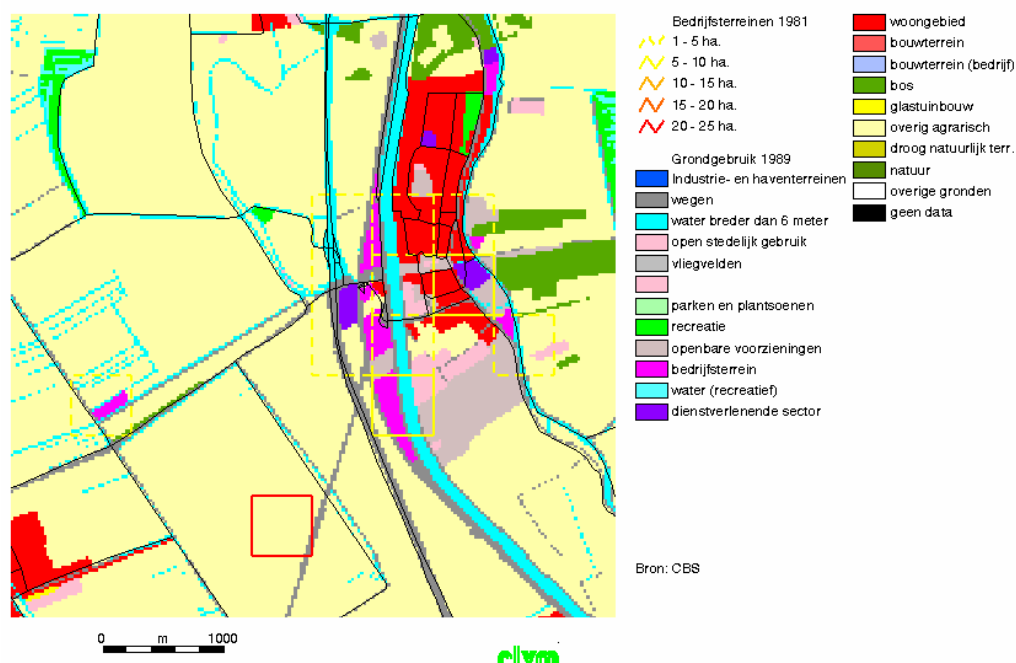 Bedrijfsterreinen 1981
1 - 5 ha.
5 - 10 ha.
10 - 15 ha.
15 - 20 ha.
20 - 25 ha.
Grondgebruik 1989
Industrie- en haventerreinen
wegen
water breder dan 6 meter
open stedelijk gebruik
vliegvelden
parken en plantsoenen
recreatie
openbare voorzieningen
bedrijfsterrein
water (recreatief)
dienstverlenende sector
woongebied
bouwterrein
bouwterrein (bedrijf)
bos
glastuinbouw
overig agrarisch
droog natuurlijk terr.
natuur
overige gronden
geen data
Bron: CBS
0 m 1000